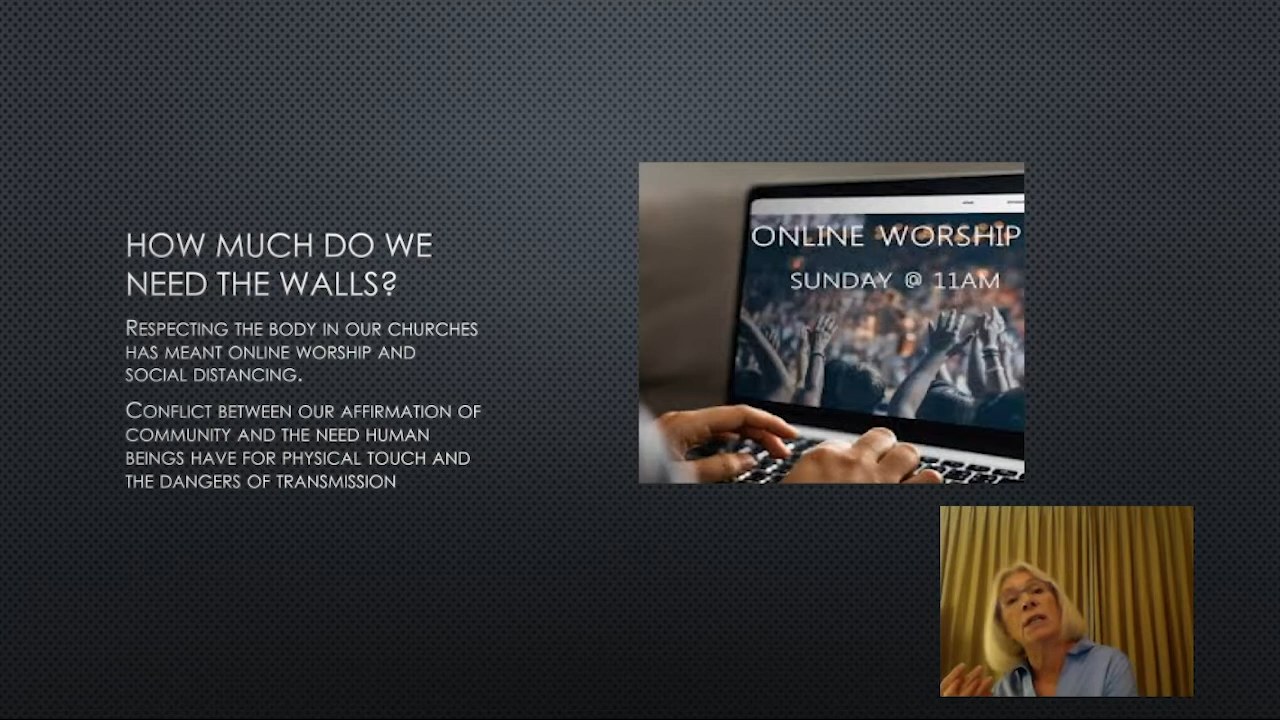 HOW MUCH DO WE
NEED THE WALLS?
RESPECTING THE BODY IN OUR CHURCHES
HAS MEANT ONLINE WORSHIP AND
SOCIAL DISTANCING.
CONFLICT BETWEEN OUR AFFIRMATION OF
COMMUNITY AND THE NEED HUMAN
BEINGS HAVE FOR PHYSICAL TOUCH AND
THE DANGERS OF TRANSMISSION
ONLINE WORSHIP
SUNDAY @ 11AM